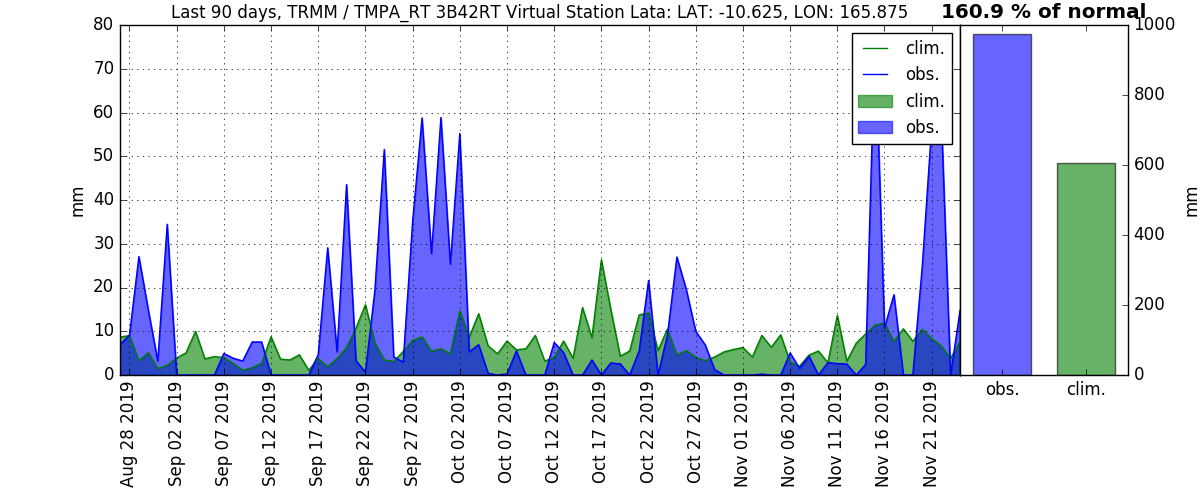 Last 90 days, TRMM / TMPA_RT 3B42RT Virtual Station Lata: LAT: -10.625, LON: 165.875
160.9 % of normal
80
70
60
50
40
30
20
10
0
mm
clim.
obs.
clim.
obs.
1000
800
600
400
200
0
mm
obs.
clim.
Aug 28 2019
Sep 02 2019
Sep 07 2019
Sep 12 2019
Sep 17 2019
Sep 22 2019
Sep 27 2019
Oct 02 2019
Oct 07 2019
Oct 12 2019
Oct 17 2019
Oct 22 2019
Oct 27 2019
Nov 01 2019
Nov 06 2019
Nov 11 2019
Nov 16 2019
Nov 21 2019